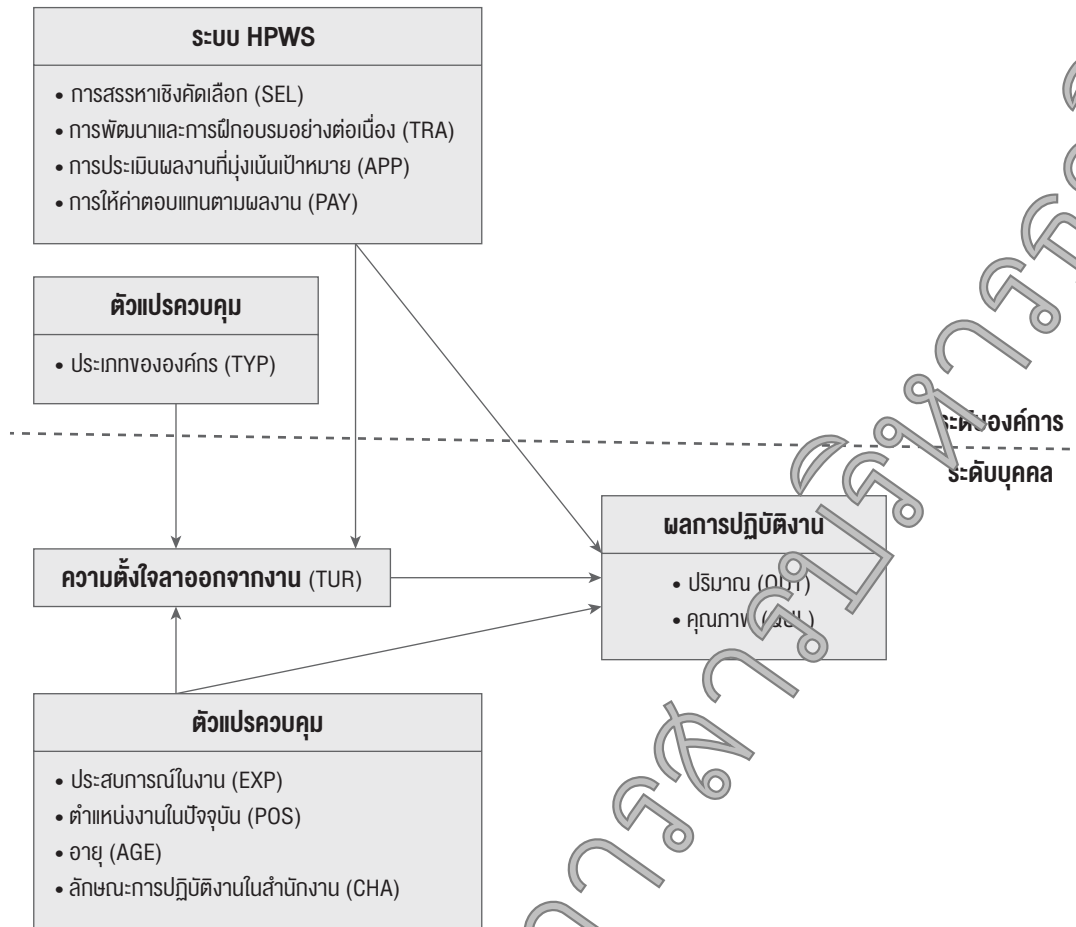 ระบบ HPWS
• การสรรหาเชิงคัดเลือก (SEL)
• การพัฒนาและการฝึกอบรมอย่างต่อเนื่อง (TRA)
• การประเมินผลงานที่มุ่งเน้นเป้าหมาย (APP)
• การให้ค่าตอบแทนตามผลงาน (PAY)
ตัวแปรควบคุม
• ประเภทขององค์กร (TYP)
ระดับองค์การ
ระดับบุคคล
ผลการปฏิบัติงาน
• ปริมาณ
• คุณภาพ
ความตั้งใจลาออกจากงาน (TUR)
ตัวแปรควบคุม
• ประสบการณ์ในงาน (EXP)
• ตำแหน่งงานในปัจจุบัน (POS)
• อายุ (AGE)
• ลักษณะการปฏิบัติงานในสำนักงาน (CHA)